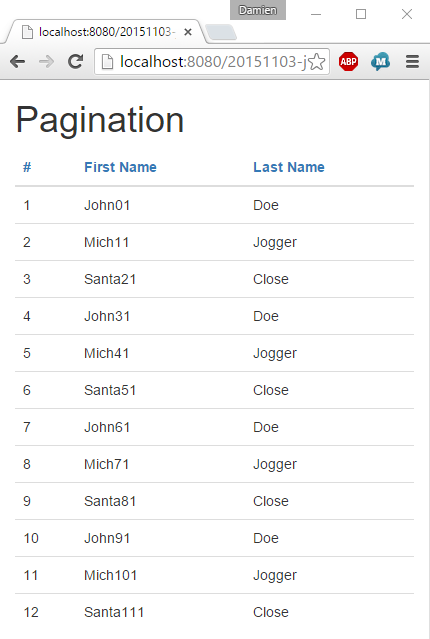 Damien
localhost:8080/20151103-
localhost:8080/20151103-j
ABP
M
Pagination
# First Name Last Name
1 John01 Doe
2 Mich11 Jogger
3 Santa21 Close
4 John31 Doe
5 Mich41 Jogger
6 Santa51 Close
7 John61 Doe
8 Mich71 Jogger
9 Santa81 Close
10 John91 Doe
11 Mich101 Jogger
12 Santa111 Close